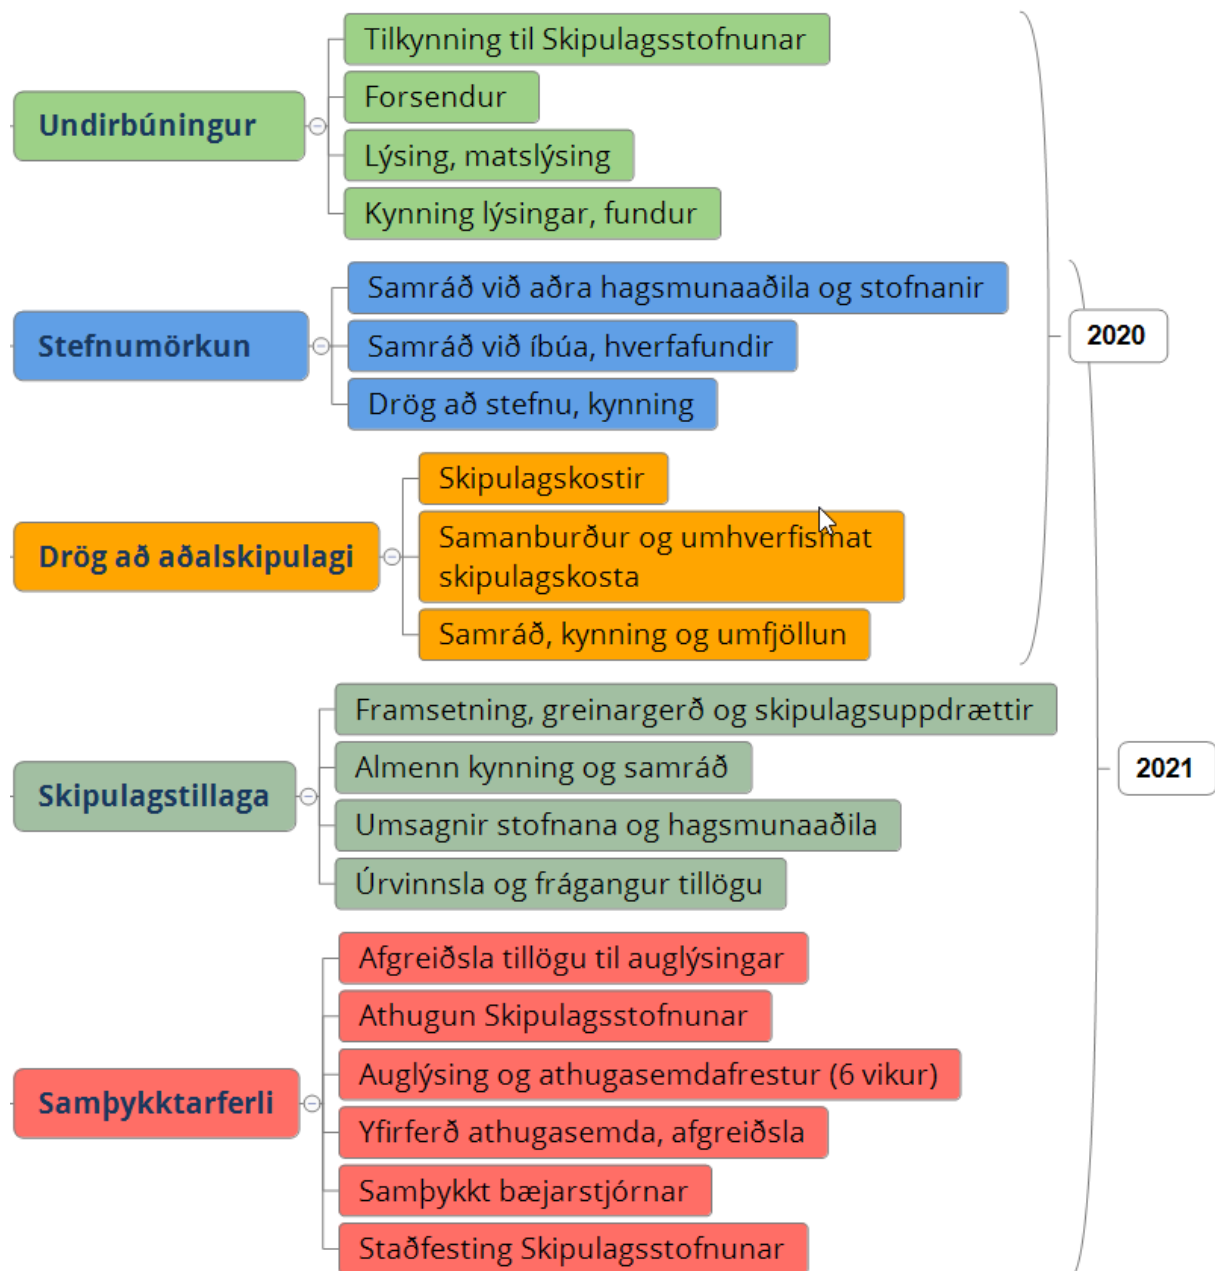 Undirbúningur
Tilkynning til Skipulagsstofnunar
Forsendur
Lýsing, matslýsing
Kynning lýsingar, fundur
Stefnumörkun
Samráð við aðra hagsmunaaðila og stofnanir
Samráð við íbúa, hverfafundir
Drög að stefnu, kynning
Drög að aðalskipulagi
Skipulagskostir
Samanburður og umhverfismat
skipulagskosta
Samráð, kynning og umfjöllun
2020
Skipulagstillaga
Framsetning, greinargerð og skipulagsuppdrættir
Almenn kynning og samráð
Umsagnir stofnana og hagsmunaaðila
Úrvinnsla og frágangur tillögu
Samþykktarferli
Afgreiðsla tillögu til auglýsingar
Athugun Skipulagsstofnunar
Auglýsing og athugasemdafrestur (6 vikur)
Yfirferð athugasemda, afgreiðsla
Samþykkt bæjarstjórnar
Staðfesting Skipulagsstofnunar
2021